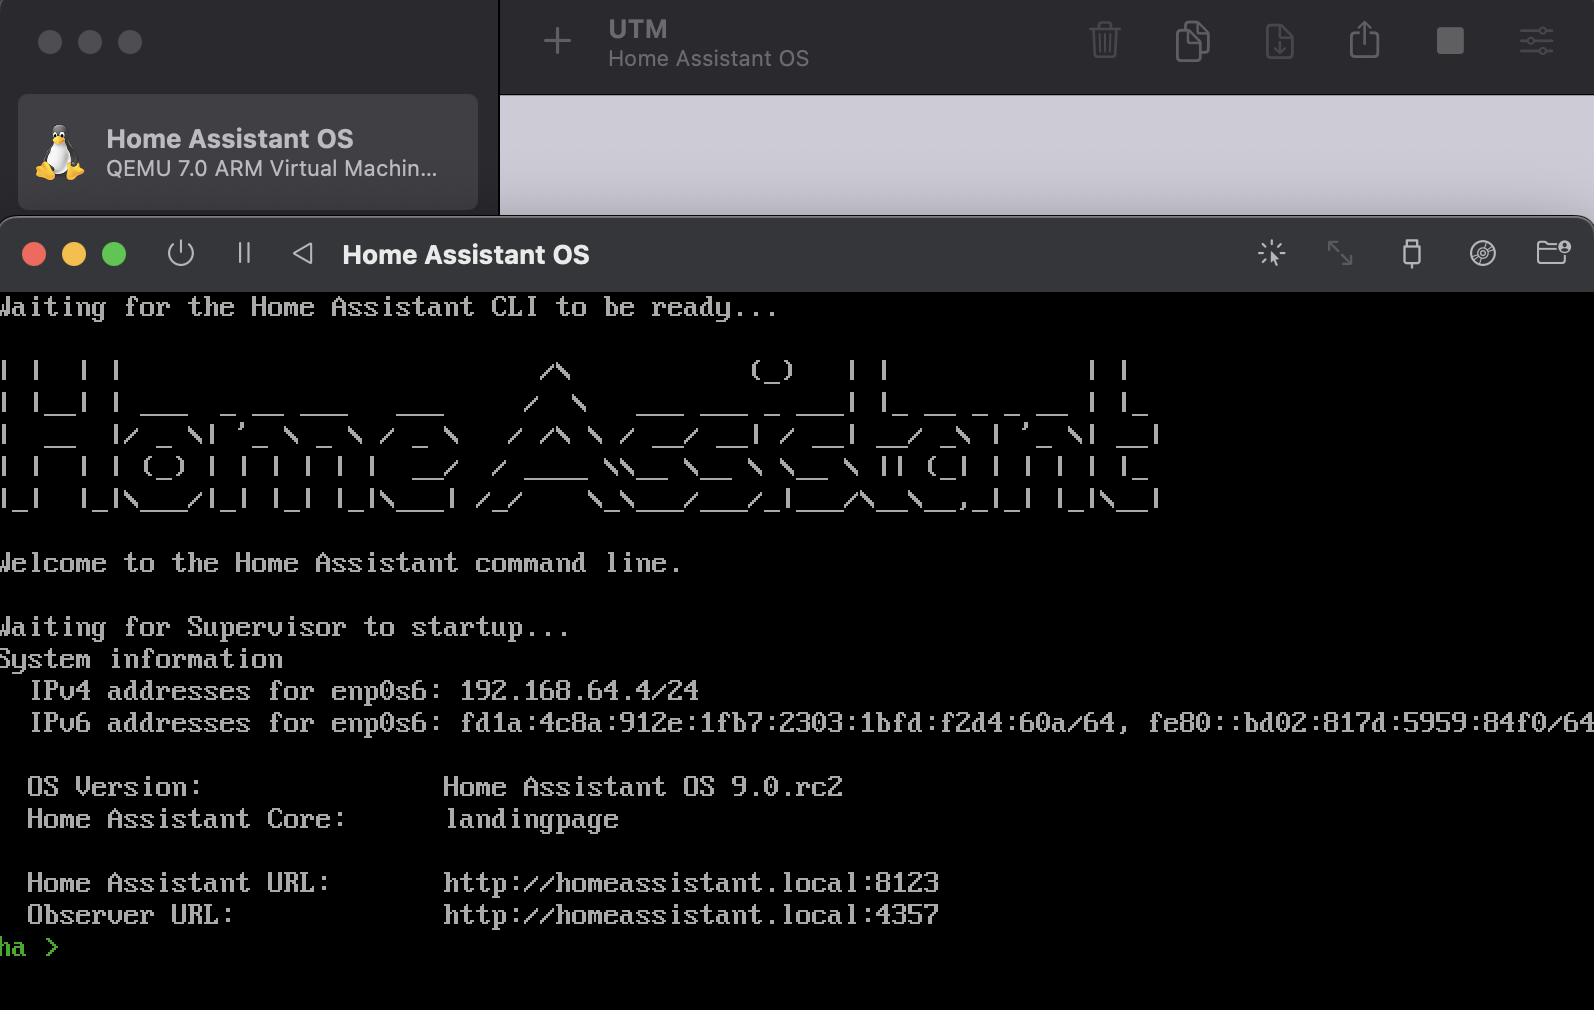 UTM
Home Assistant OS
Home Assistant OS
QEMU 7.0 ARM Virtual Machin...
Home Assistant OS
Waiting for the Home Assistant CLI to be ready...
Home Assistant
Welcome to the Home Assistant command line.
Waiting for Supervisor to startup...
System information
IPv4 addresses for enp0s6: 192.168.64.4/24
IPv6 addresses for enp0s6: fd1a:4c8a:912e:1fb7:2303:1bfd:f2d4:60a/64, fe80::bd02:817d:5959:84f0/64
OS Version: Home Assistant OS 9.0.rc2
Home Assistant Core: landingpage
Home Assistant URL: http://homeassistant.local:8123
Observer URL: http://homeassistant.local:4357
ha >